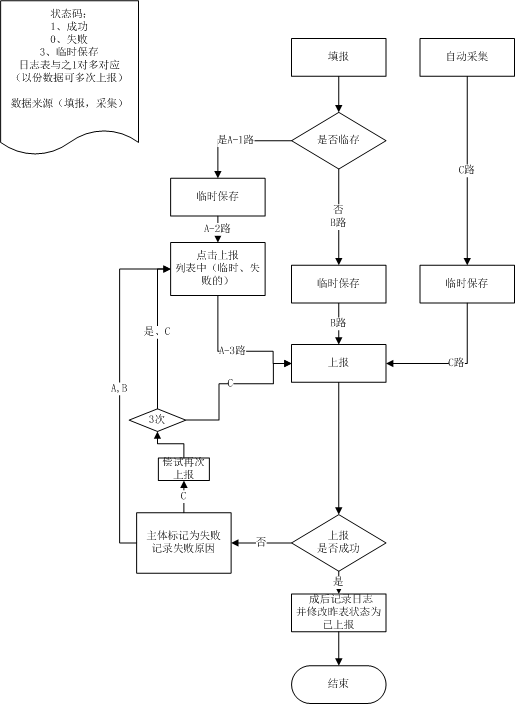 状态码:
1、成功
0、失败
3、临时保存
日志表与之1对多对应
(以份数据可多次上报)
数据来源(填报，采集)
填报
自动采集
是否临存
是A-1路
C路
临时保存
否
B路
A-2路
点击上报
列表中(临时、失
败的)
临时保存
临时保存
B路
是、C
A-3路
上报
C路
A,B
C
3次
偿试再次
上报
C
主体标记为失败
记录失败原因
否
上报
是否成功
是
成后记录日志
并修改昨表状态为
已上报
结束